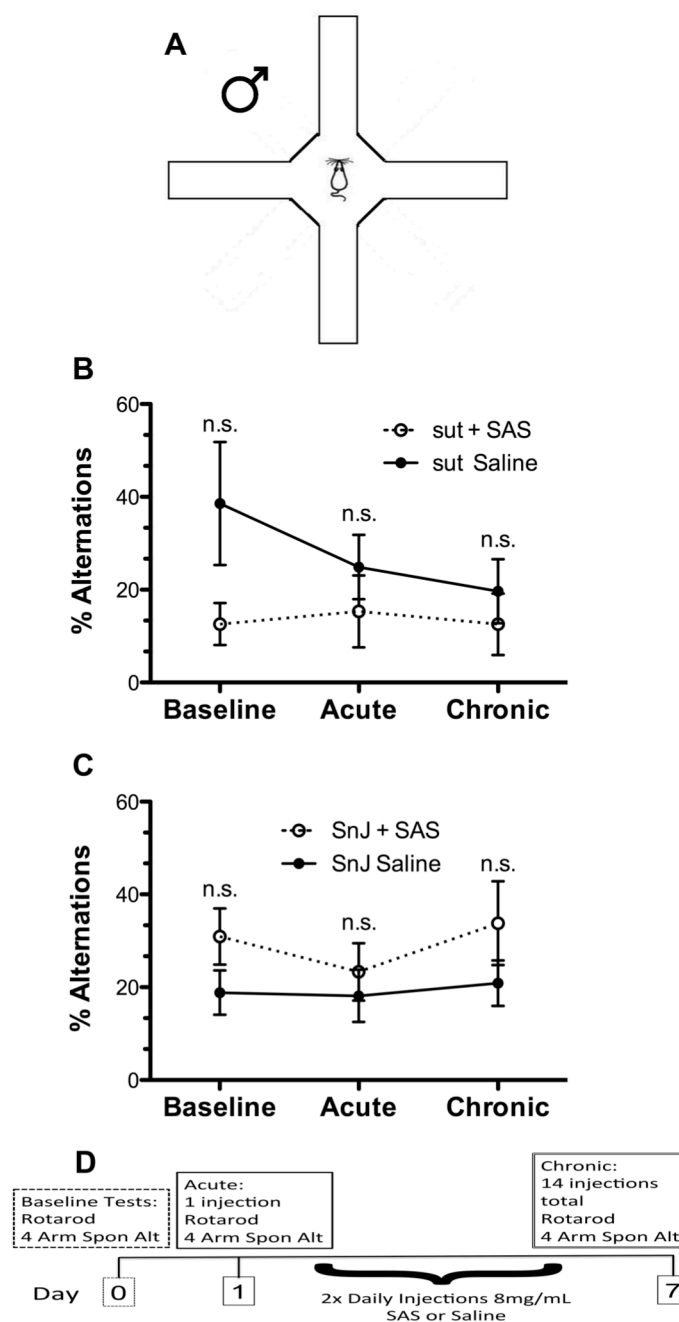 A
♂
B
60
40
20
0
% Alternations
n.s.
n.s.
n.s.
sut + SAS
sut Saline
Baseline Acute Chronic
C
60
40
20
0
% Alternations
n.s.
n.s.
n.s.
SnJ + SAS
SnJ Saline
Baseline Acute Chronic
D
Baseline Tests:
Rotarod
4 Arm Spon Alt
Acute:
1 injection
Rotarod
4 Arm Spon Alt
Chronic:
14 injections
total
Rotarod
4 Arm Spon Alt
Day 0 1 7
2x Daily Injections 8mg/mL
SAS or Saline